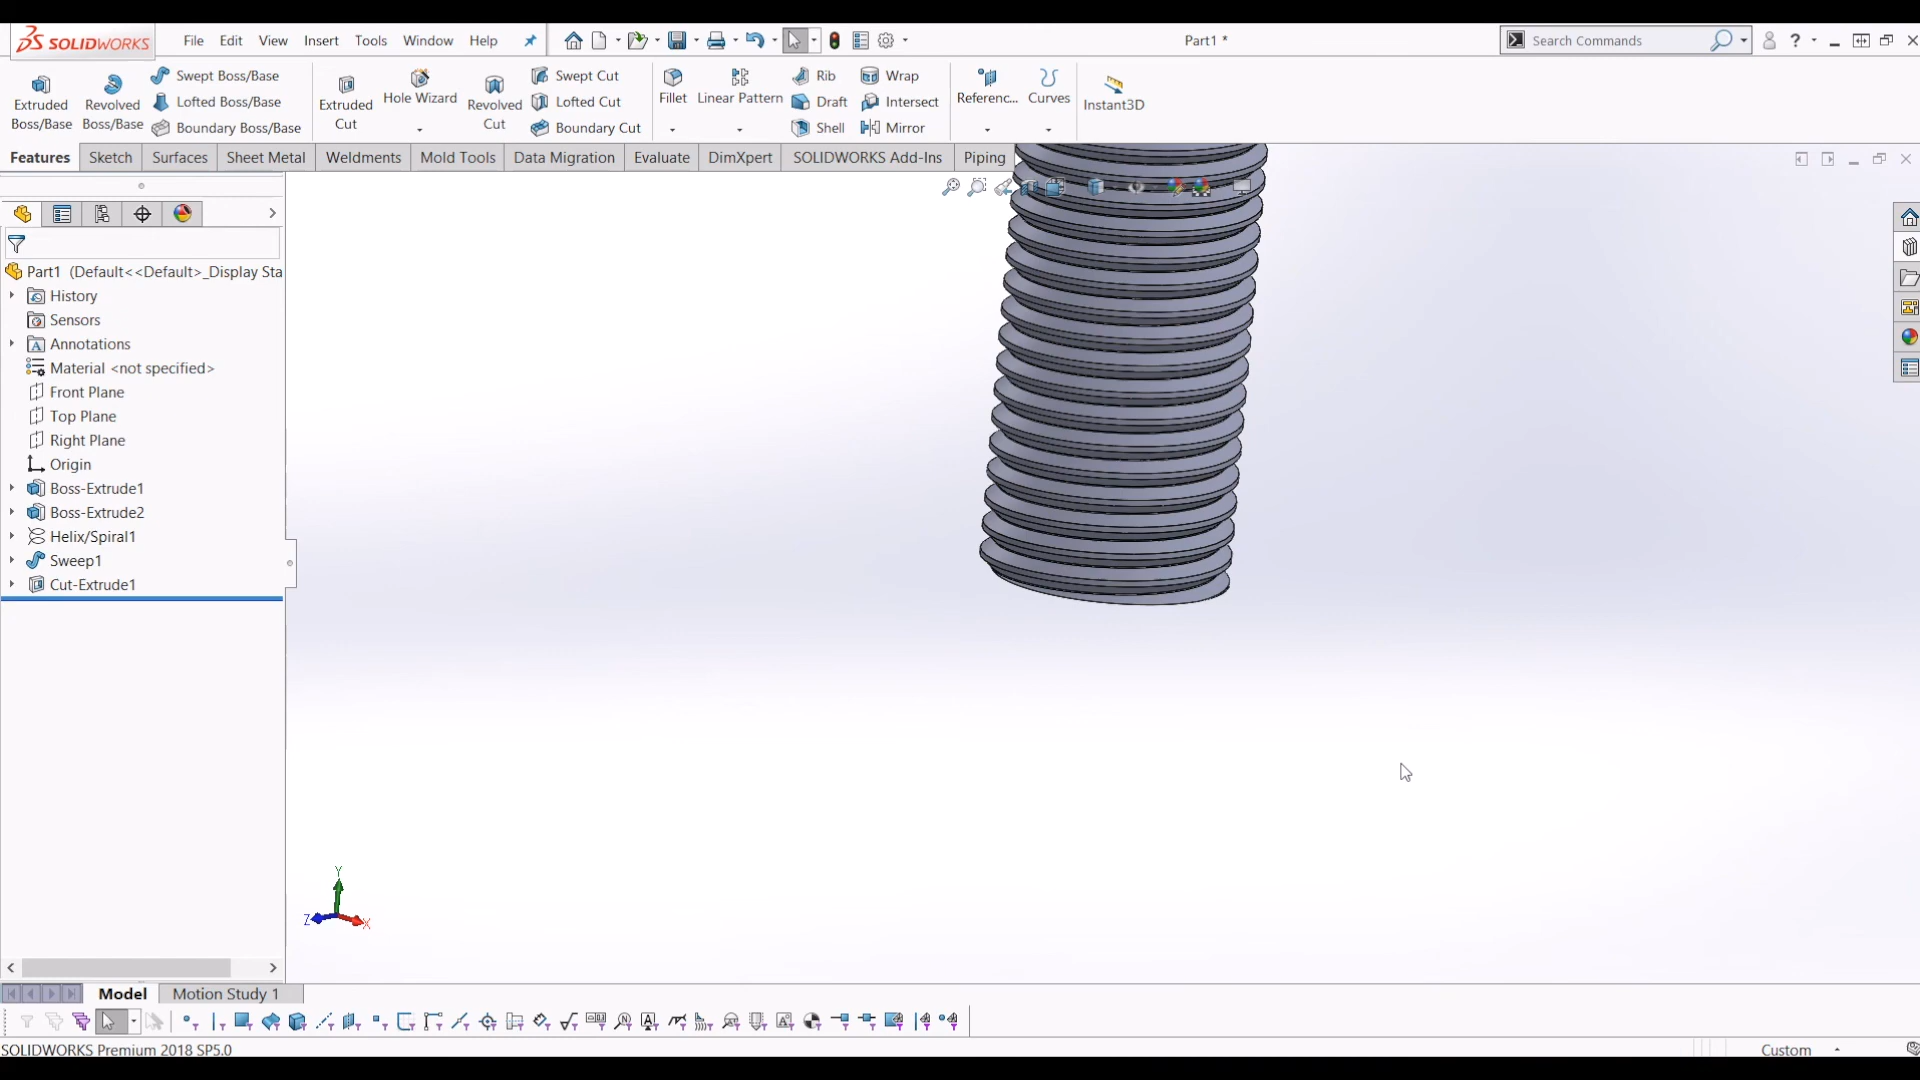 SOLIDWORKS File Edit View Insert Tools Window Help Part1 * Search Commands
Extruded Boss/Base
Revolved Boss/Base
Swept Boss/Base
Lofted Boss/Base
Boundary Boss/Base
Extruded Cut
Hole Wizard
Revolved Cut
Swept Cut
Lofted Cut
Boundary Cut
Fillet
Linear Pattern
Rib
Draft
Shell
Wrap
Intersect
Mirror
Referenc...
Curves
Instant3D
Features Sketch Surfaces Sheet Metal Weldments Mold Tools Data Migration Evaluate DimXpert SOLIDWORKS Add-Ins Piping
Part1 (Default<<Default>_Display Sta
History
Sensors
Annotations
Material <not specified>
Front Plane
Top Plane
Right Plane
Origin
Boss-Extrude1
Boss-Extrude2
Helix/Spiral1
Sweep1
Cut-Extrude1
Y
Z X
Model Motion Study 1
SOLIDWORKS Premium 2018 SP5.0 Custom